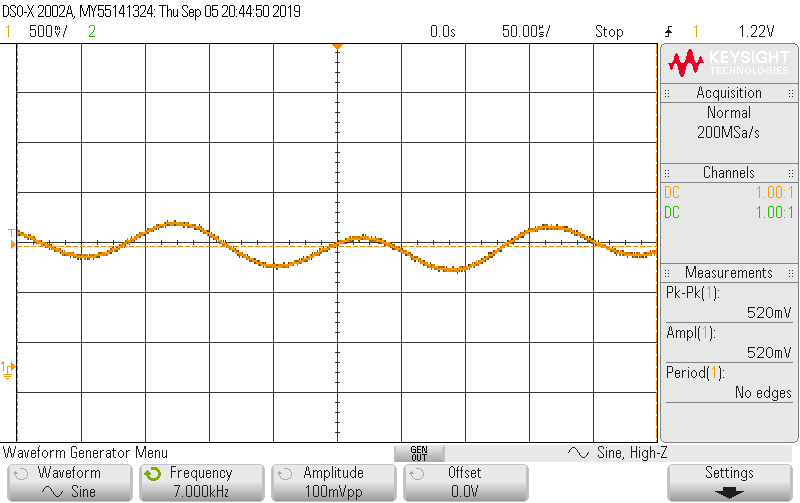 DSO-X 2002A, MY55141324: Thu Sep 05 20:44:50 2019
1 500mV/ 2 0.0s 50.00us/ Stop 1 1.22V
KEYSIGHT
TECHNOLOGIES
Acquisition
Normal
200MSa/s
Channels
DC 1.00:1
DC 1.00:1
Measurements
Pk-Pk(1):
520mV
Ampl(1):
520mV
Period(1):
No edges
T
1
Waveform Generator Menu
GEN
OUT
Sine, High-Z
Waveform
Sine
Frequency
7.000kHz
Amplitude
100mVpp
Offset
0.0V
Settings